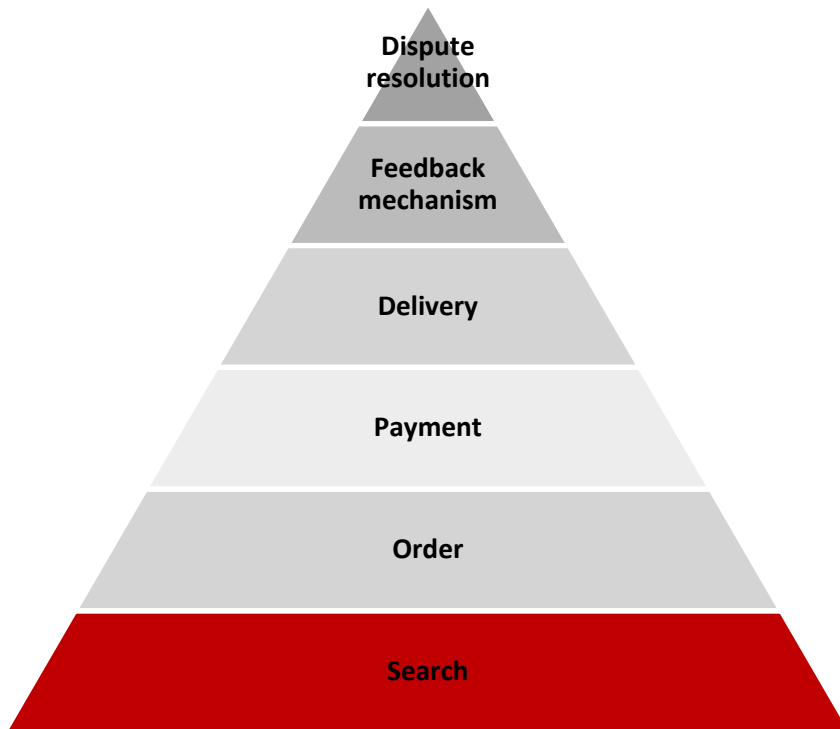 Dispute
resolution
Feedback
mechanism
Delivery
Payment
Order
Search